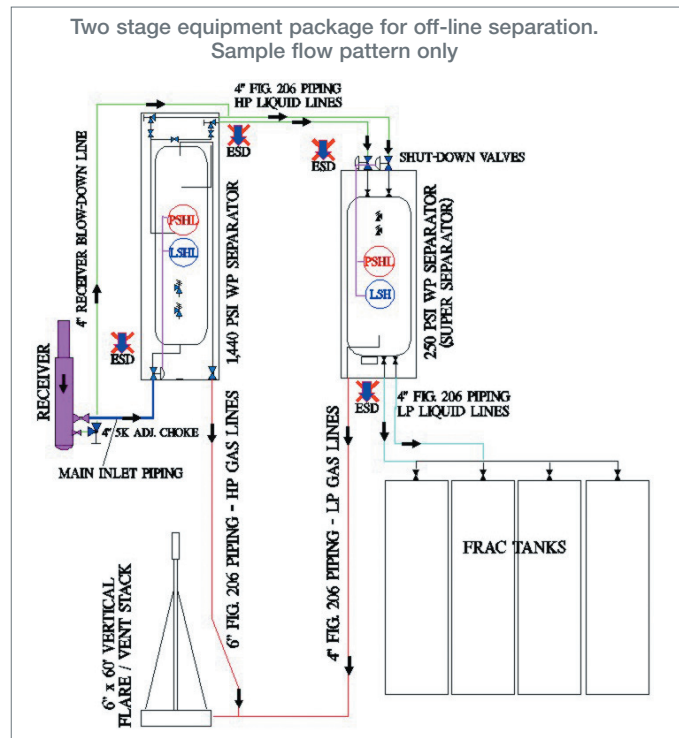 Two stage equipment package for off-line separation.
Sample flow pattern only
4" FIG. 206 PIPING
HP LIQUID LINES
ESD
ESD
SHUT-DOWN VALVES
4" RECEIVER BLOW-DOWN LINE
PSHL
LSHL
1,440 PSI WP SEPARATOR
PSHL
LSH
250 PSI WP SEPARATOR
(SUPER SEPARATOR)
ESD
RECEIVER
4" 5K ADJ. CHOKE
MAIN INLET PIPING
ESD
4" FIG. 206 PIPING
LP LIQUID LINES
6" FIG. 206 PIPING - HP GAS LINES
4" FIG. 206 PIPING - LP GAS LINES
FRAC TANKS
6" x 60' VERTICAL
FLARE / VENT STACK